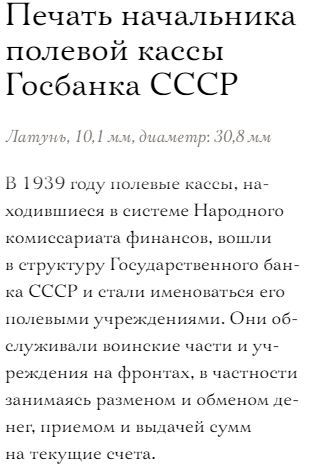 Печать начальника
полевой кассы
Госбанка СССР
Латунь, 10,1 мм, диаметр: 30,8 мм
В 1939 году полевые кассы, на-
ходившиеся в системе Народного
комиссариата финансов, вошли
в структуру Государственного бан-
ка СССР и стали именоваться его
полевыми учреждениями. Они об-
служивали воинские части и уч-
реждения на фронтах, в частности
занимаясь разменом и обменом де-
нег, приемом и выдачей сумм
на текущие счета.